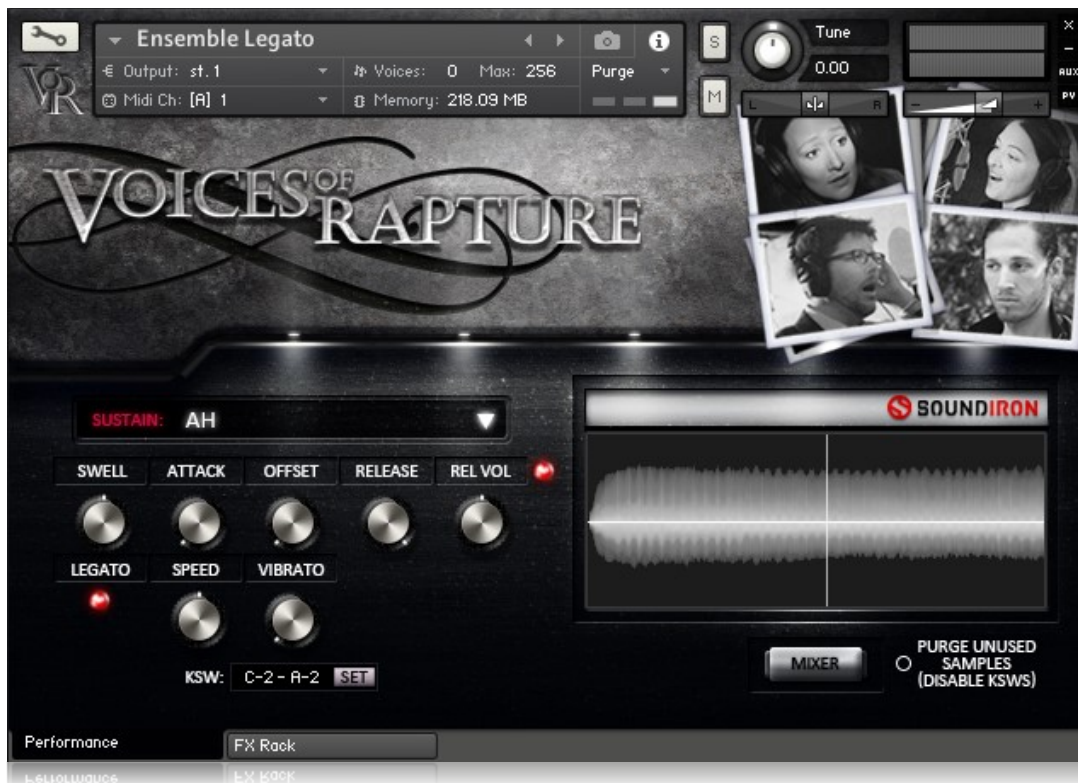 Ensemble Legato
Output: st.1
Voices: 0 Max: 256
Purge
Midi Ch: [A] 1
Memory: 218.09 MB
S
M
Tune
0.00
L
R
-
+
×
-
AUX
PV
VR
VOICES OF
RAPTURE
SUSTAIN: AH
SOUNDIRON
SWELL ATTACK OFFSET RELEASE REL VOL
LEGATO SPEED VIBRATO
KSW: C-2 - A-2 SET
MIXER
PURGE UNUSED
SAMPLES
(DISABLE KSWS)
Performance
FX Rack